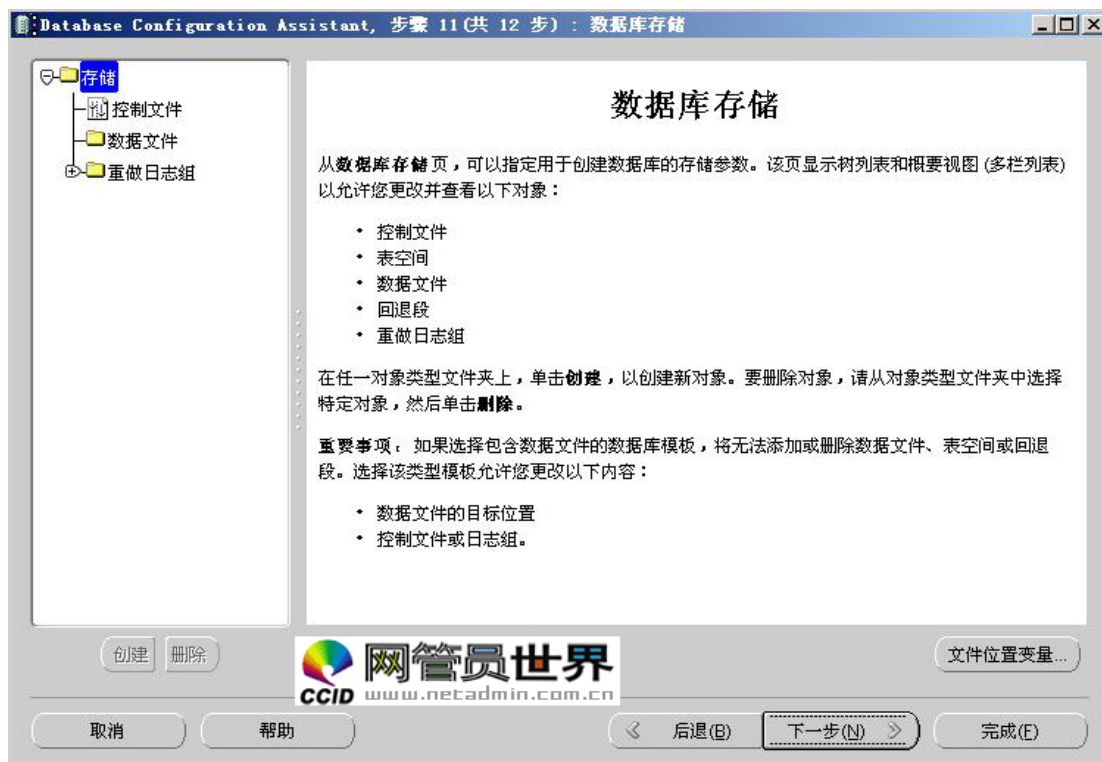 Database Configuration Assistant, 步骤 11(共 12 步) : 数据库存储
存储
控制文件
数据文件
重做日志组
数据库存储
从数据库存储页，可以指定用于创建数据库的存储参数。该页显示树列表和概要视图 (多栏列表)
以允许您更改并查看以下对象：
• 控制文件
• 表空间
• 数据文件
• 回退段
• 重做日志组
在任一对象类型文件夹上，单击创建，以创建新对象。要删除对象，请从对象类型文件夹中选择
特定对象，然后单击删除。
重要事项：如果选择包含数据文件的数据库模板，将无法添加或删除数据文件、表空间或回退
段。选择该类型模板允许您更改以下内容：
• 数据文件的目标位置
• 控制文件或日志组。
创建 删除
文件位置变量...
网管员世界
CCID www.netadmin.com.cn
取消 帮助 后退(B) 下一步(N) 完成(F)